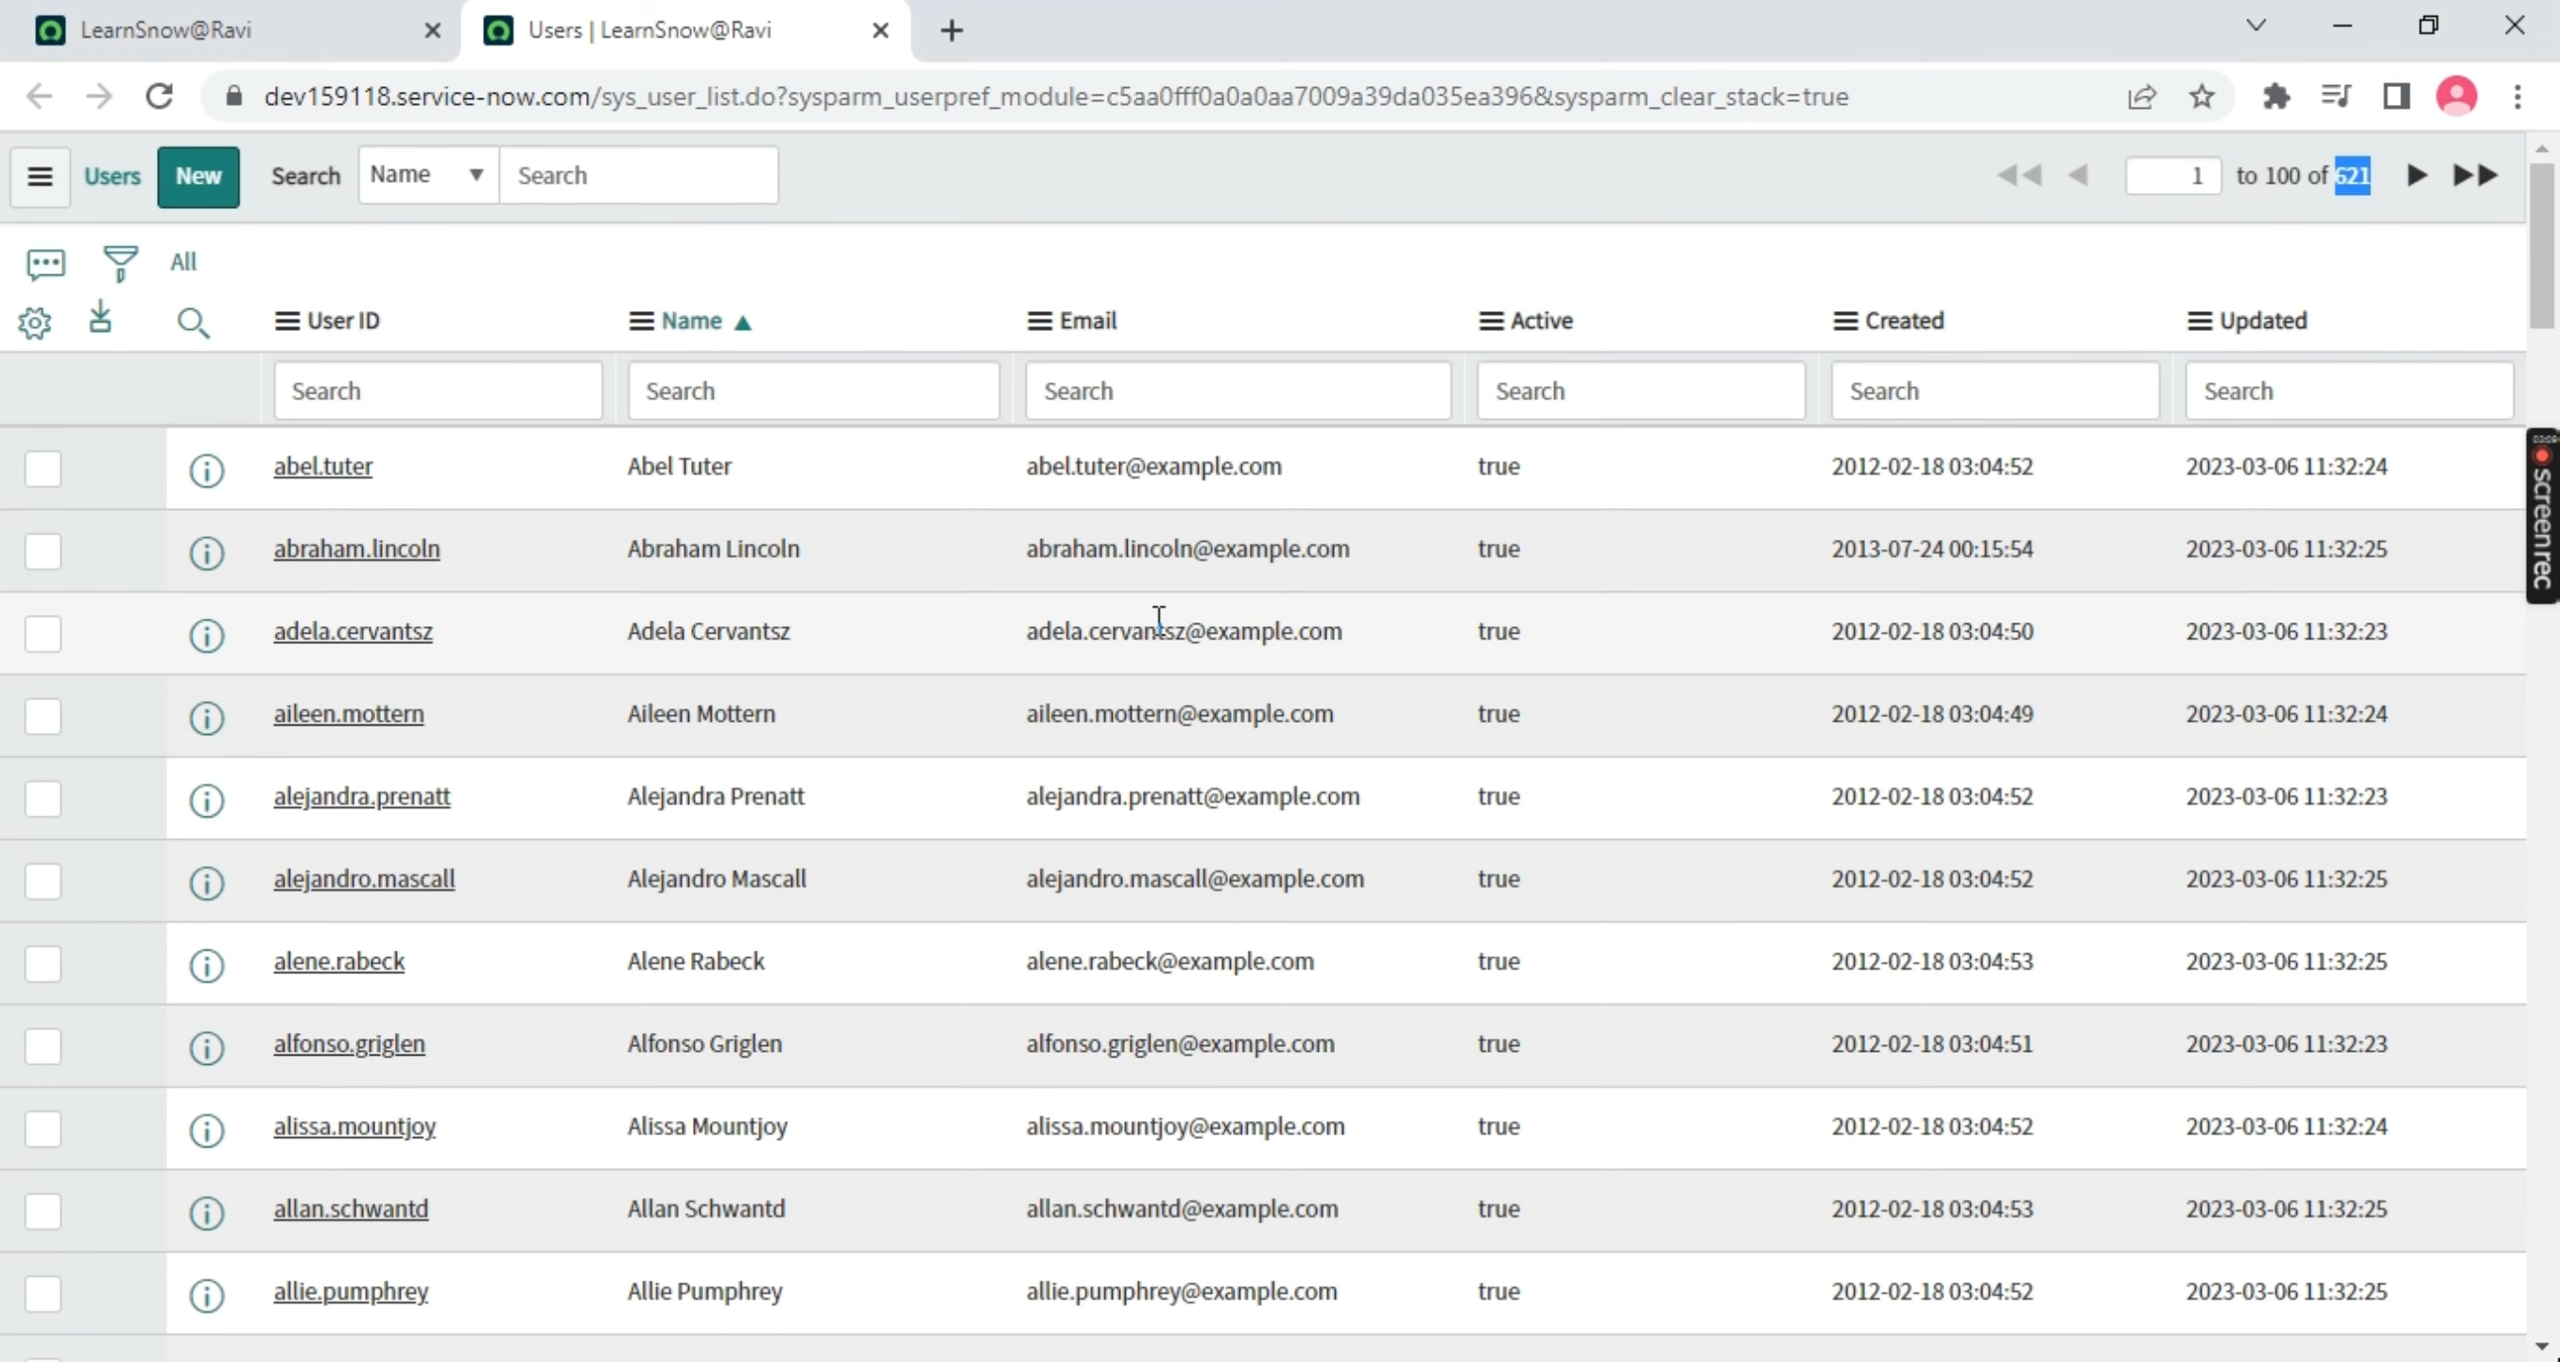 LearnSnow@Ravi
Users | LearnSnow@Ravi
dev159118.service-now.com/sys_user_list.do?sysparm_userpref_module=c5aa0fff0a0a0aa7009a39da035ea396&sysparm_clear_stack=true
Users New Search Name Search 1 to 100 of 621
All
User ID Name Email Active Created Updated
Search Search Search Search Search Search
abel.tuter Abel Tuter abel.tuter@example.com true 2012-02-18 03:04:52 2023-03-06 11:32:24
abraham.lincoln Abraham Lincoln abraham.lincoln@example.com true 2013-07-24 00:15:54 2023-03-06 11:32:25
adela.cervantsz Adela Cervantsz adela.cervantsz@example.com true 2012-02-18 03:04:50 2023-03-06 11:32:23
aileen.mottern Aileen Mottern aileen.mottern@example.com true 2012-02-18 03:04:49 2023-03-06 11:32:24
alejandra.prenatt Alejandra Prenatt alejandra.prenatt@example.com true 2012-02-18 03:04:52 2023-03-06 11:32:23
alejandro.mascall Alejandro Mascall alejandro.mascall@example.com true 2012-02-18 03:04:52 2023-03-06 11:32:25
alene.rabeck Alene Rabeck alene.rabeck@example.com true 2012-02-18 03:04:53 2023-03-06 11:32:25
alfonso.griglen Alfonso Griglen alfonso.griglen@example.com true 2012-02-18 03:04:51 2023-03-06 11:32:23
alissa.mountjoy Alissa Mountjoy alissa.mountjoy@example.com true 2012-02-18 03:04:52 2023-03-06 11:32:24
allan.schwantd Allan Schwantd allan.schwantd@example.com true 2012-02-18 03:04:53 2023-03-06 11:32:25
allie.pumphrey Allie Pumphrey allie.pumphrey@example.com true 2012-02-18 03:04:52 2023-03-06 11:32:25
screenrec